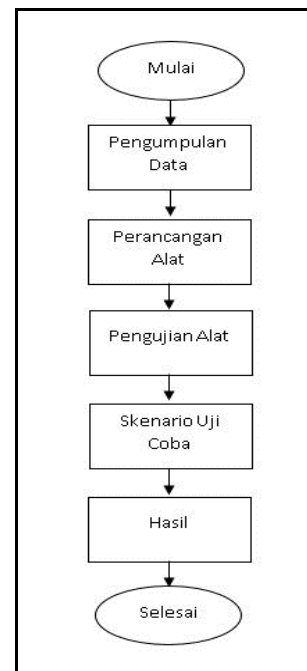 Mulai
Pengumpulan
Data
Perancangan
Alat
Pengujian Alat
Skenario Uji
Coba
Hasil
Selesai